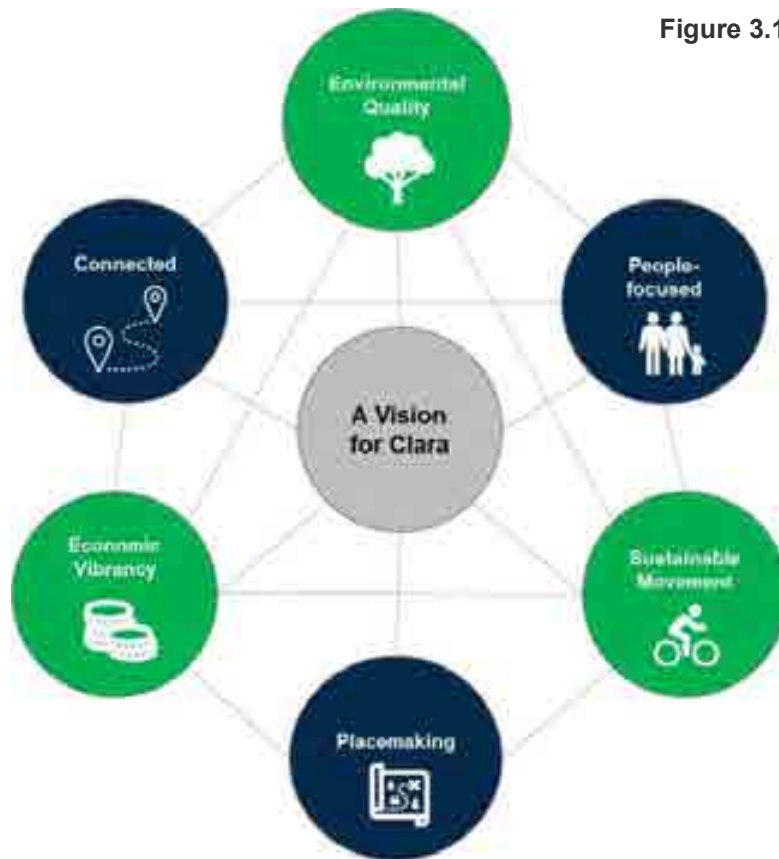 Figure 3.1
Environmental
Quality
Connected
People-
focused
A Vision
for Clara
Economic
Vibrancy
Sustainable
Movement
Placemaking